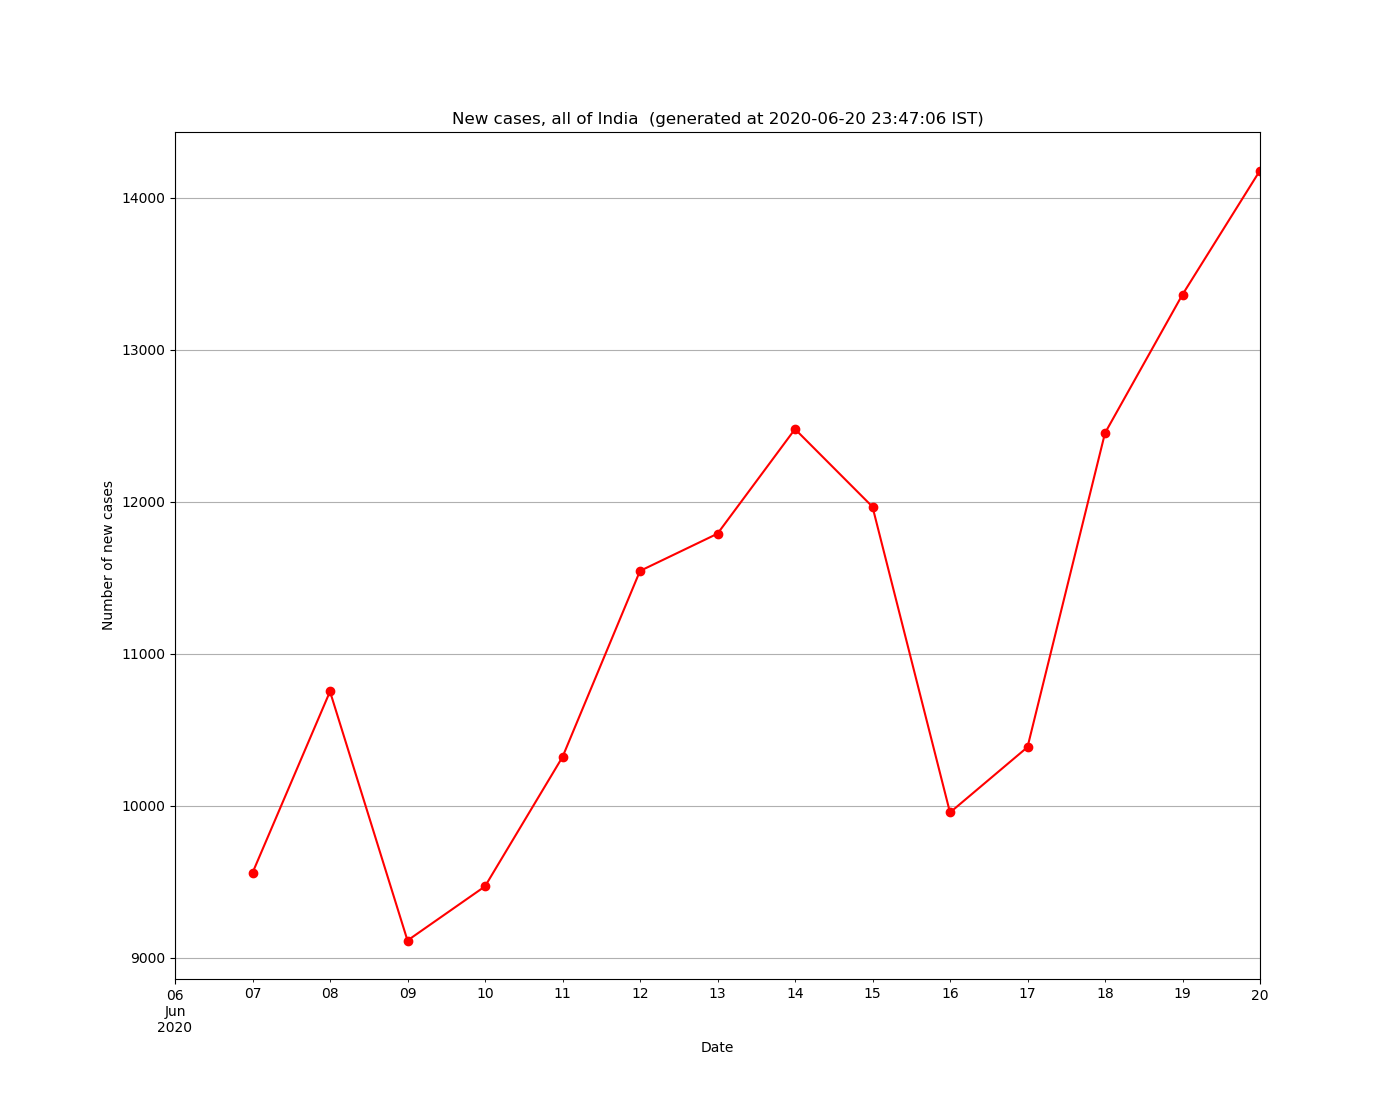 New cases, all of India  (generated at 2020-06-20 23:47:06 IST)
14000
13000
12000
11000
10000
9000
Number of new cases
06 07 08 09 10 11 12 13 14 15 16 17 18 19 20
Jun
2020
Date